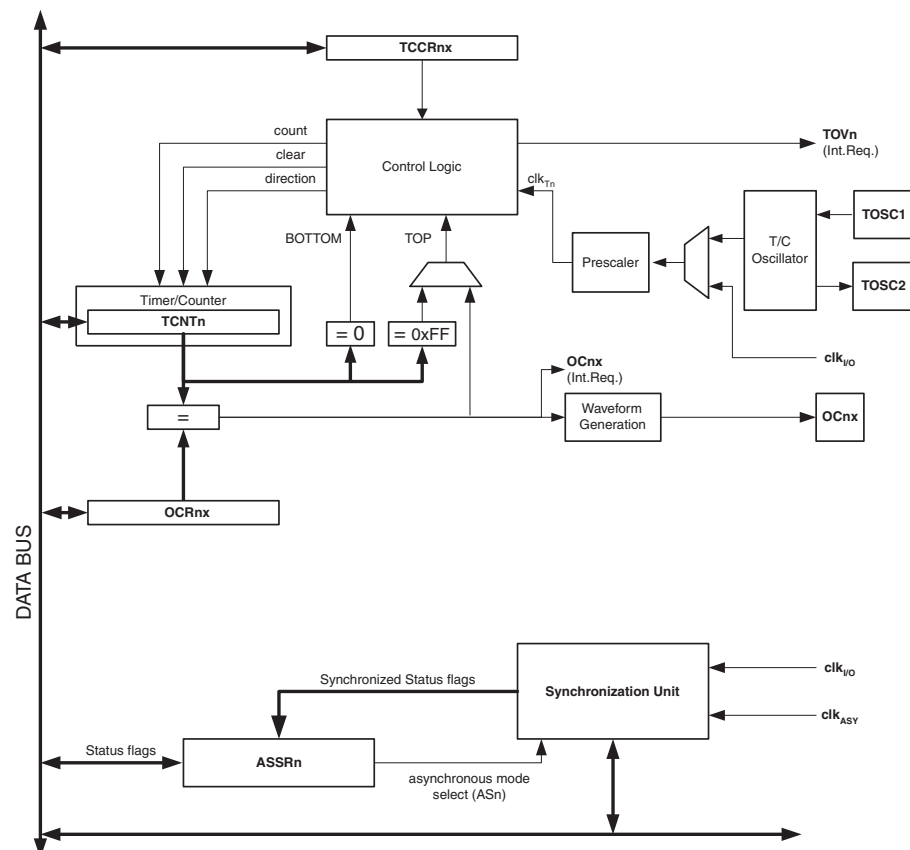 TCCRnx
count
clear
direction
Control Logic
TOVn
(Int.Req.)
clkTn
BOTTOM
TOP
Prescaler
T/C
Oscillator
TOSC1
TOSC2
clkI/O
Timer/Counter
TCNTn
= 0
= 0xFF
OCnx
(Int.Req.)
=
Waveform
Generation
OCnx
OCRnx
DATA BUS
Synchronized Status flags
Synchronization Unit
clkI/O
clkASY
Status flags
ASSRn
asynchronous mode
select (ASn)